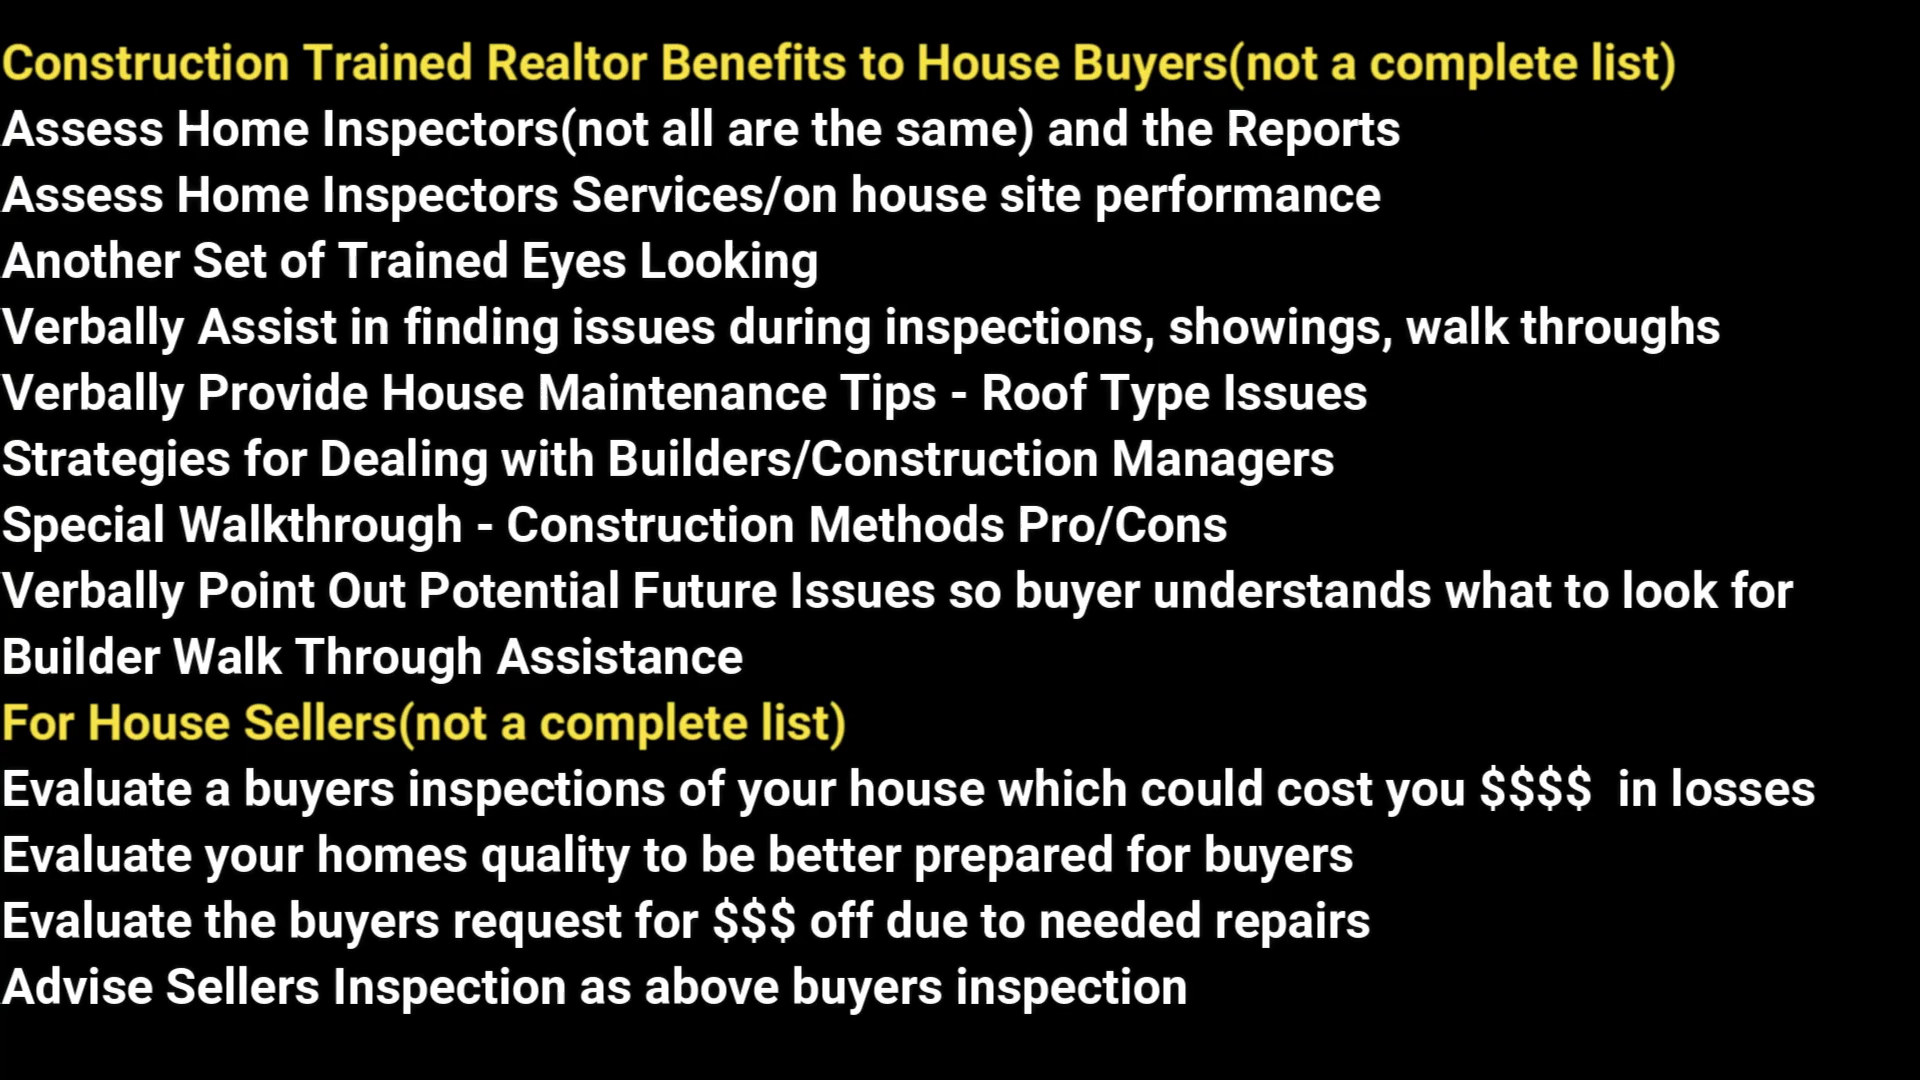 Construction Trained Realtor Benefits to House Buyers(not a complete list)
Assess Home Inspectors(not all are the same) and the Reports
Assess Home Inspectors Services/on house site performance
Another Set of Trained Eyes Looking
Verbally Assist in finding issues during inspections, showings, walk throughs
Verbally Provide House Maintenance Tips - Roof Type Issues
Strategies for Dealing with Builders/Construction Managers
Special Walkthrough - Construction Methods Pro/Cons
Verbally Point Out Potential Future Issues so buyer understands what to look for
Builder Walk Through Assistance
For House Sellers(not a complete list)
Evaluate a buyers inspections of your house which could cost you $$$$  in losses
Evaluate your homes quality to be better prepared for buyers
Evaluate the buyers request for $$$ off due to needed repairs
Advise Sellers Inspection as above buyers inspection